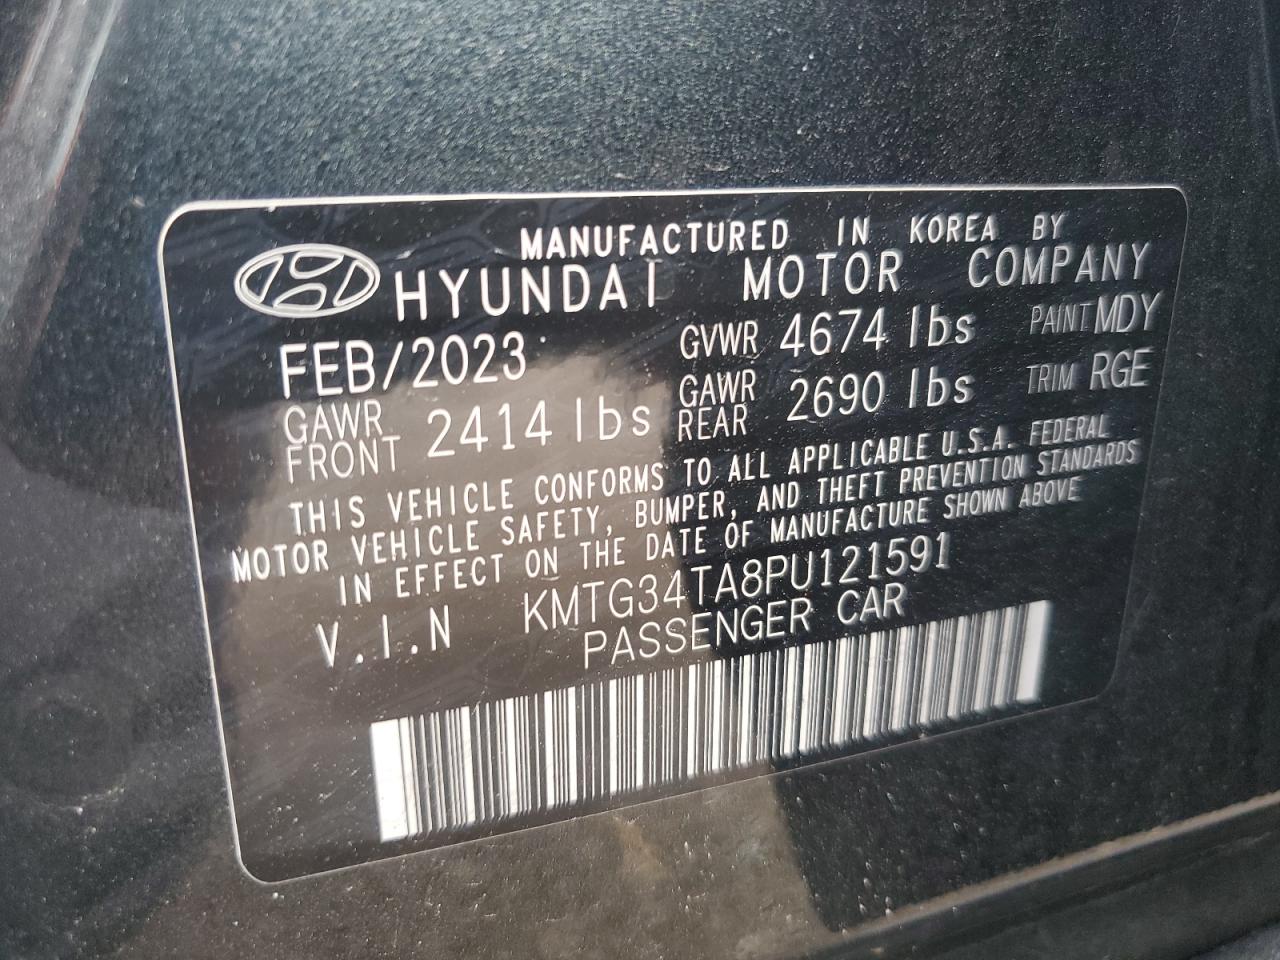 MANUFACTURED IN KOREA BY
HYUNDAI MOTOR COMPANY
FEB/2023 GVWR 4674 lbs PAINT MDY
GAWR FRONT 2414 lbs GAWR REAR 2690 lbs TRIM RGE
THIS VEHICLE CONFORMS TO ALL APPLICABLE U.S.A. FEDERAL
MOTOR VEHICLE SAFETY, BUMPER, AND THEFT PREVENTION STANDARDS
IN EFFECT ON THE DATE OF MANUFACTURE SHOWN ABOVE
V.I.N KMTG34TA8PU121591
PASSENGER CAR